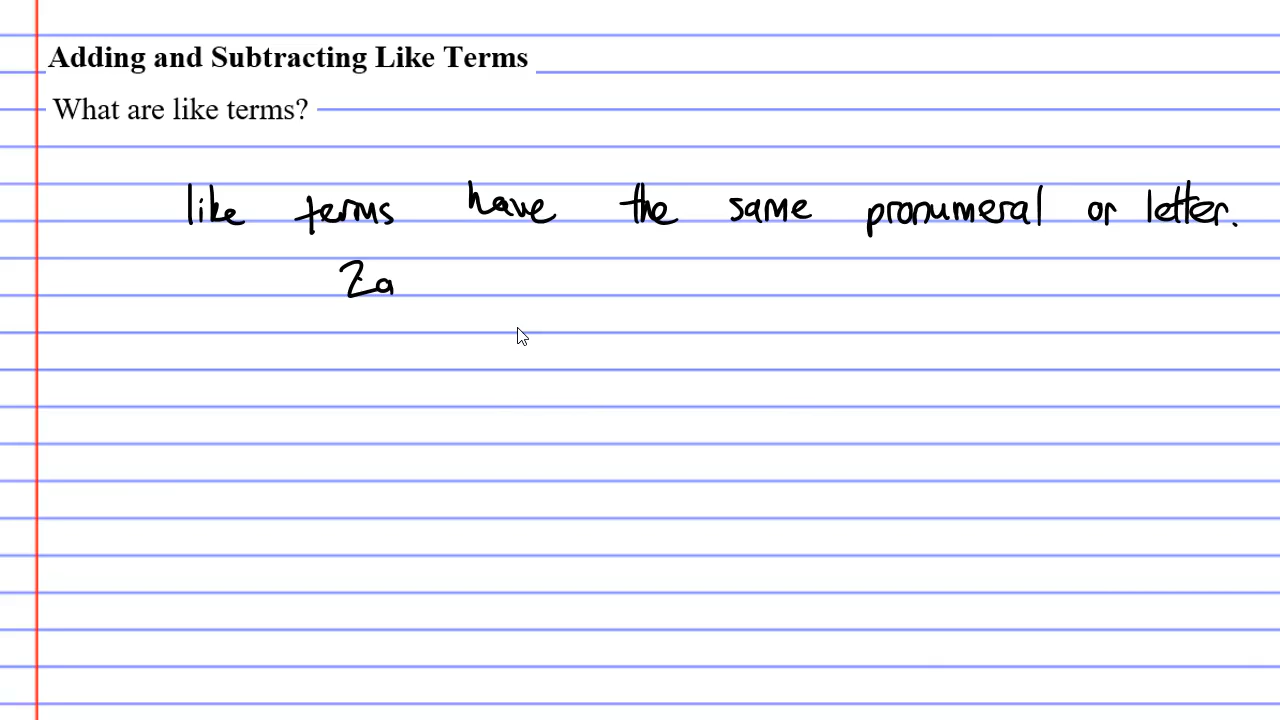 Adding and Subtracting Like Terms
What are like terms?
like terms have the same pronumeral or letter.
2a